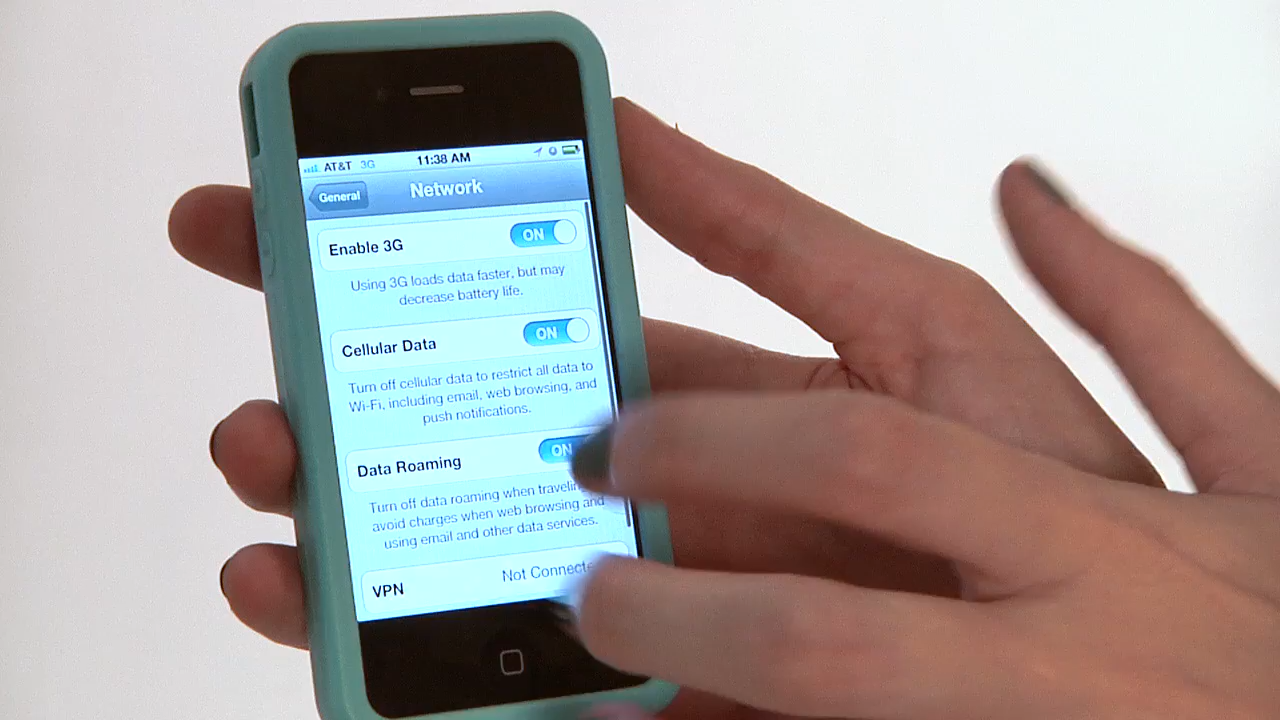 AT&T 3G 11:38 AM
General Network
Enable 3G ON
Using 3G loads data faster, but may
decrease battery life.
Cellular Data ON
Turn off cellular data to restrict all data to
Wi-Fi, including email, web browsing, and
push notifications.
Data Roaming ON
Turn off data roaming when traveling
avoid charges when web browsing and
using email and other data services.
VPN Not Connected